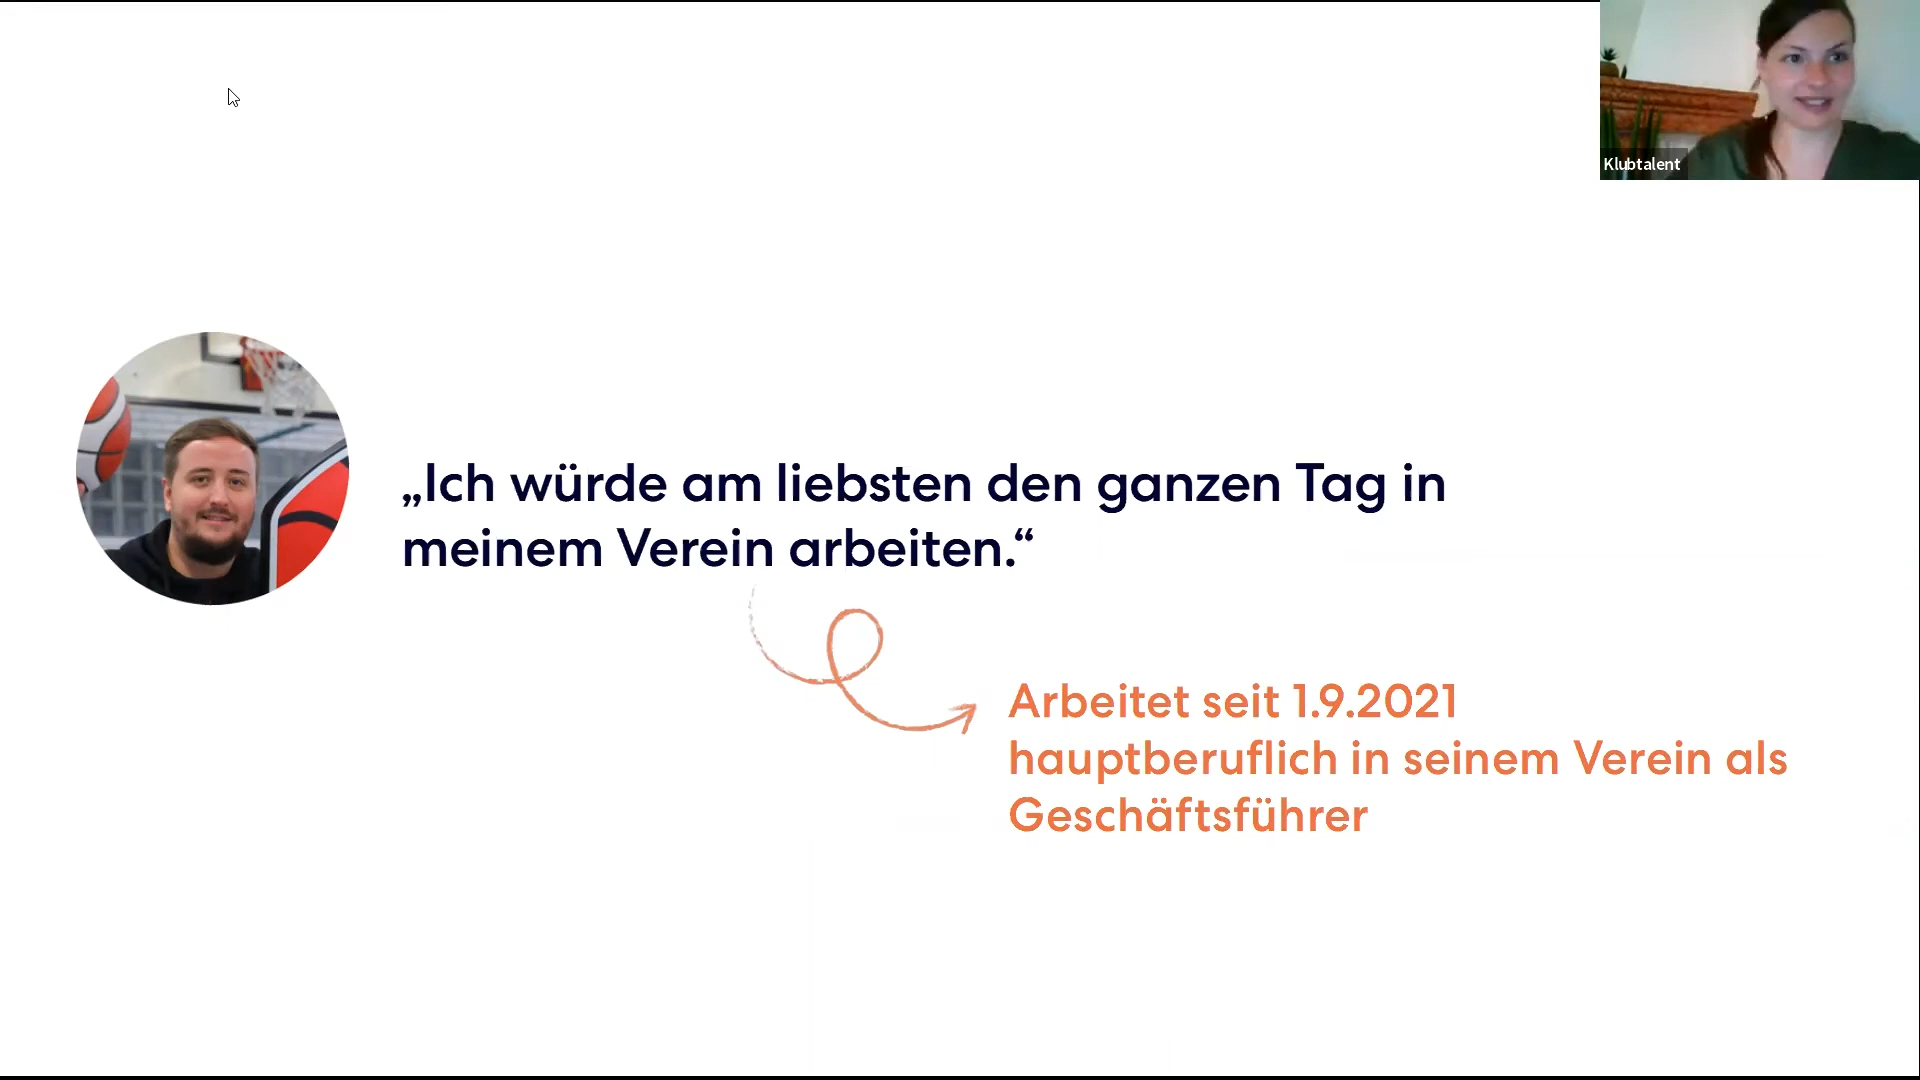 Klubtalent
„Ich würde am liebsten den ganzen Tag in
meinem Verein arbeiten.“
Arbeitet seit 1.9.2021
hauptberuflich in seinem Verein als
Geschäftsführer